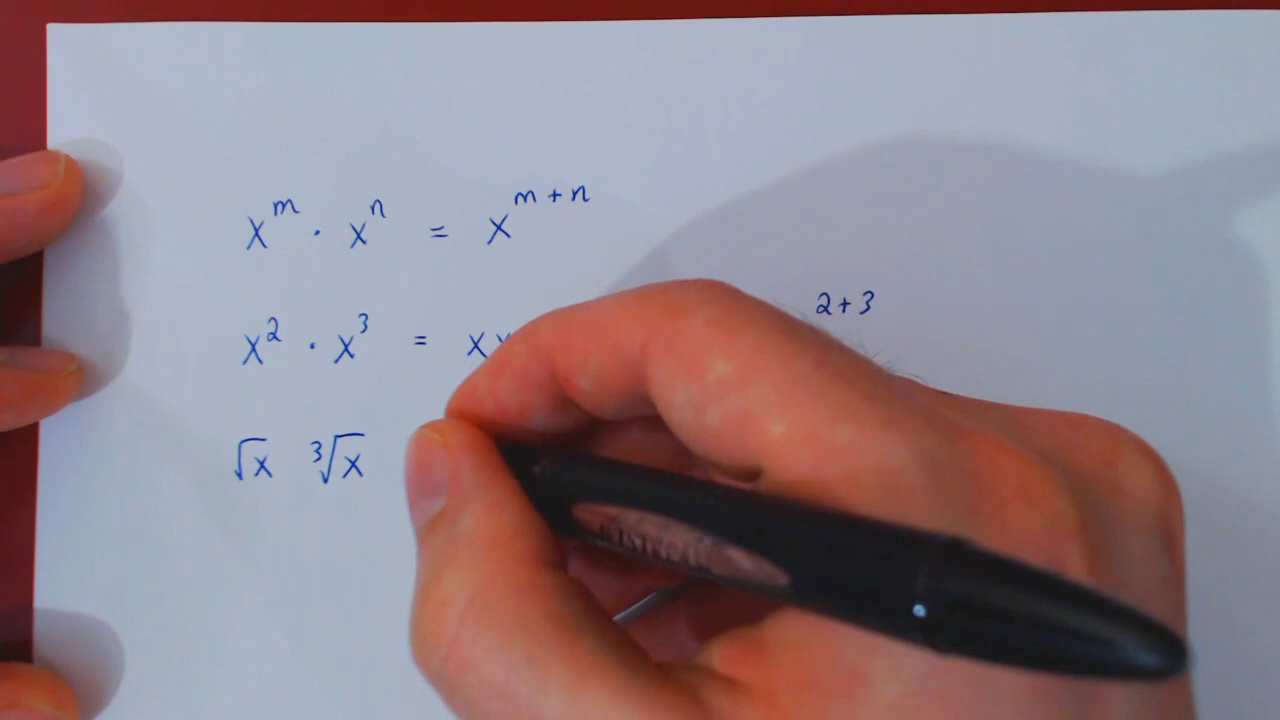 x^m · x^n = x^{m+n}
x^2 · x^3 = x 2+3
√x ∛x